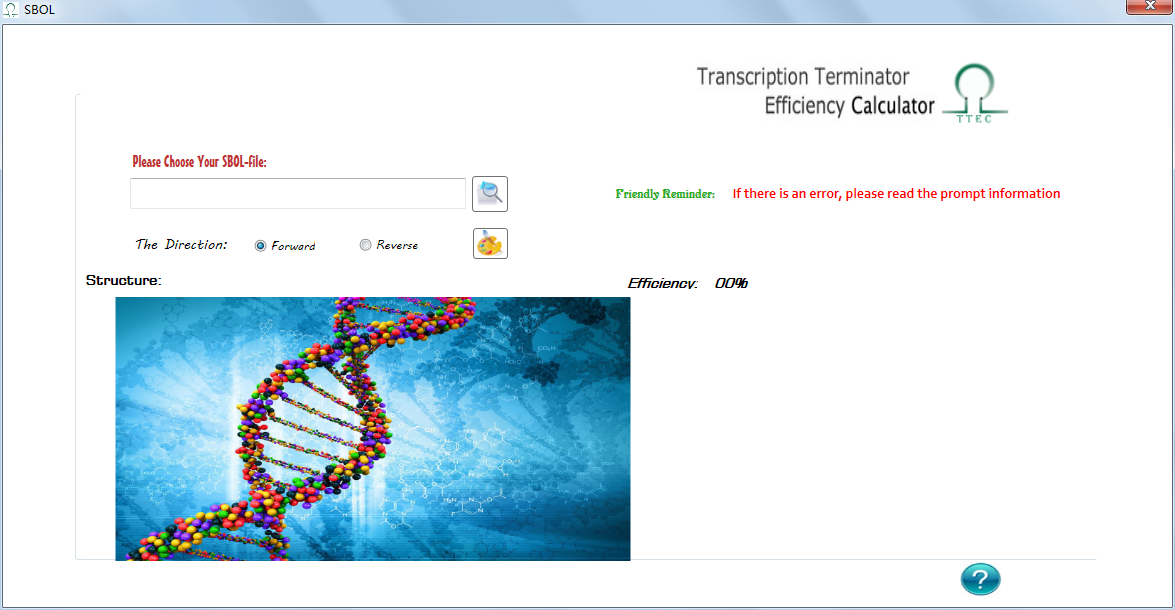 SBOL
Transcription Terminator
Efficiency Calculator
TTEC
Please Choose Your SBOL-file:
Friendly Reminder: If there is an error, please read the prompt information
The Direction: Forward Reverse
Structure:
Efficiency: 00%
?